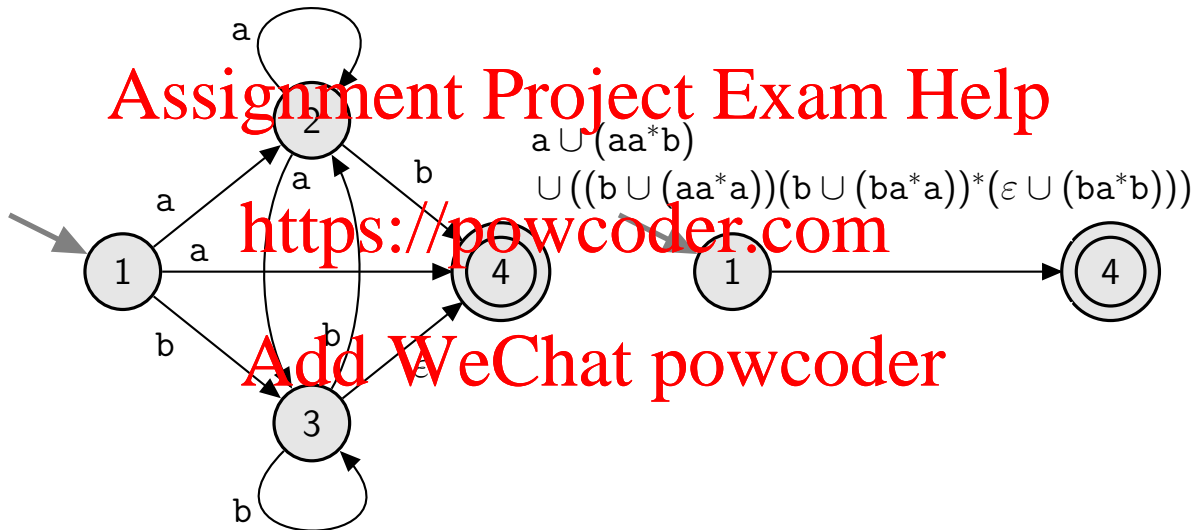 a
Assignment Project Exam Help
2
a ∪ (aa*b)
a
b
∪((b ∪ (aa*a))(b ∪ (ba*a))*(ε ∪ (ba*b)))
a
https://powcoder.com
a
1
4
1
4
b
b
Add WeChat powcoder
ε
3
b